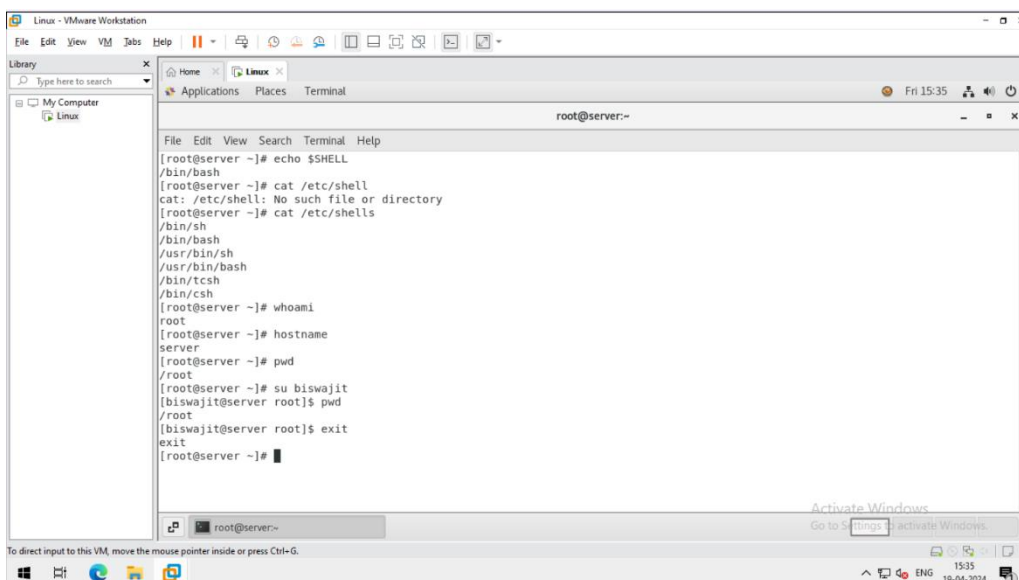 Linux - VMware Workstation
File Edit View VM Tabs Help
Library
Type here to search
My Computer
Linux
Home Linux
Applications Places Terminal Fri 15:35
root@server:~
File Edit View Search Terminal Help
[root@server ~]# echo $SHELL
/bin/bash
[root@server ~]# cat /etc/shell
cat: /etc/shell: No such file or directory
[root@server ~]# cat /etc/shells
/bin/sh
/bin/bash
/usr/bin/sh
/usr/bin/bash
/bin/tcsh
/bin/csh
[root@server ~]# whoami
root
[root@server ~]# hostname
server
[root@server ~]# pwd
/root
[root@server ~]# su biswajit
[biswajit@server root]$ pwd
/root
[biswajit@server root]$ exit
exit
[root@server ~]#
Activate Windows
Go to Settings to activate Windows.
root@server:~
To direct input to this VM, move the mouse pointer inside or press Ctrl+G.
ENG
15:35
19-04-2024